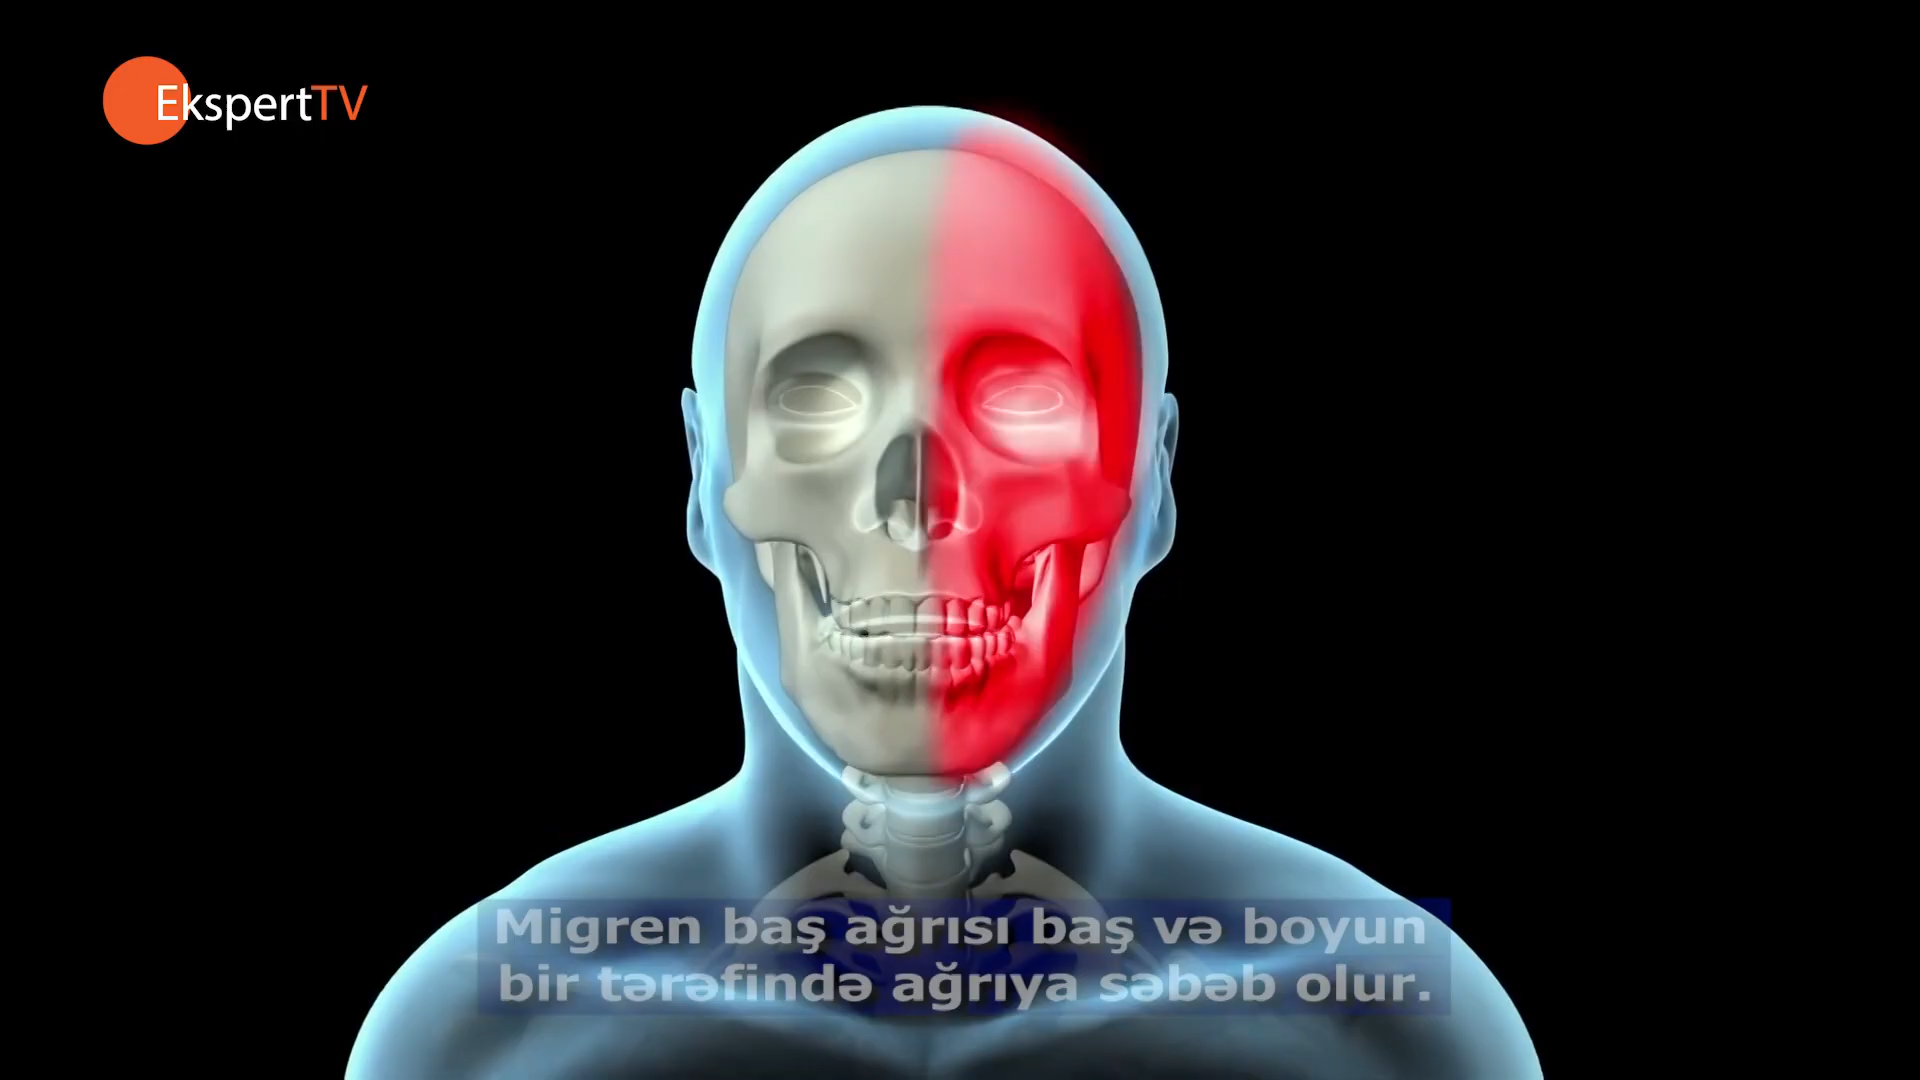 EkspertTV
Migren baş ağrısı baş və boyun
bir tərəfində ağrıya səbəb olur.